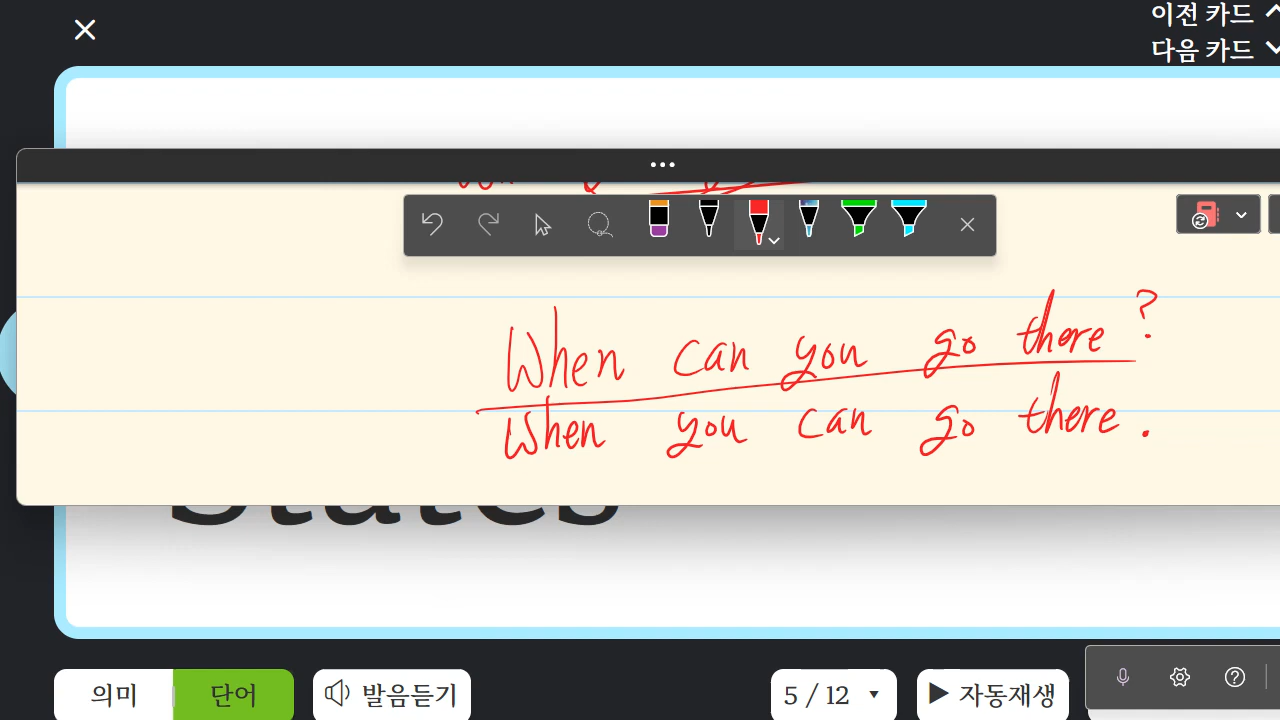 이전 카드
다음 카드
When can you go there?
When you can go there.
States
의미
단어
발음듣기
5 / 12
자동재생